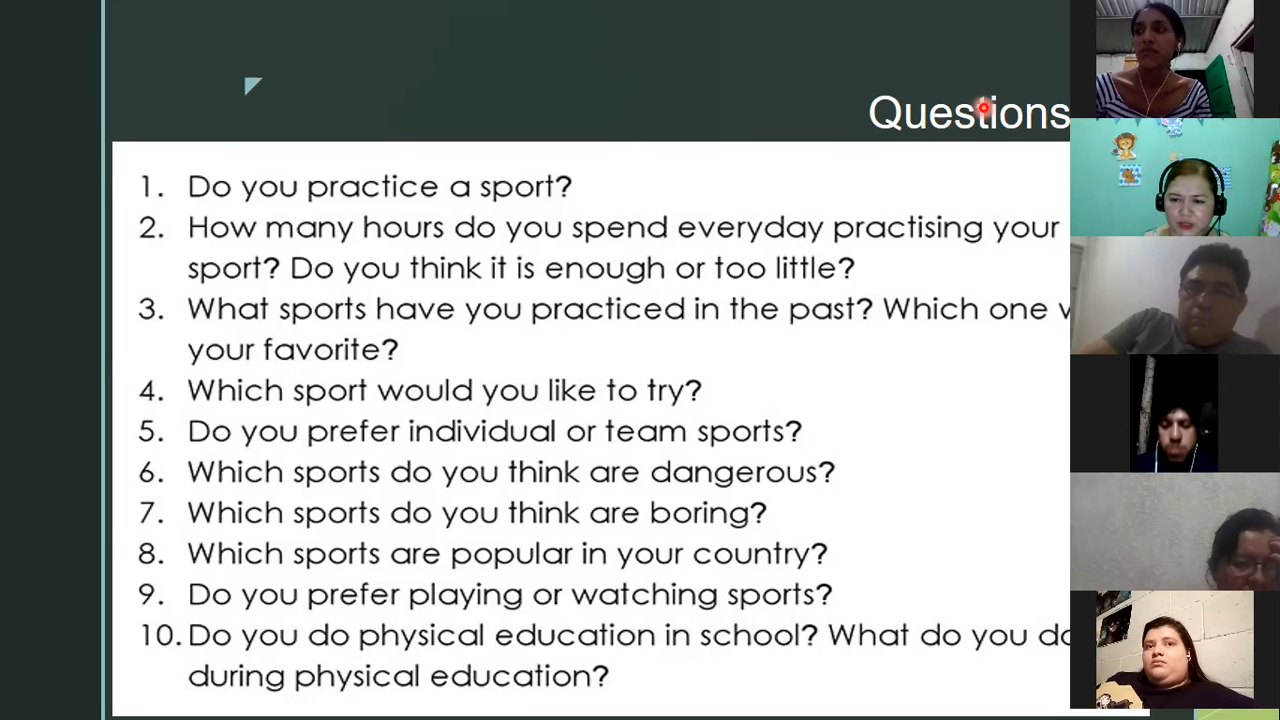 Questions
1. Do you practice a sport?
2. How many hours do you spend everyday practising your
sport? Do you think it is enough or too little?
3. What sports have you practiced in the past? Which one
your favorite?
4. Which sport would you like to try?
5. Do you prefer individual or team sports?
6. Which sports do you think are dangerous?
7. Which sports do you think are boring?
8. Which sports are popular in your country?
9. Do you prefer playing or watching sports?
10. Do you do physical education in school? What do you do
during physical education?